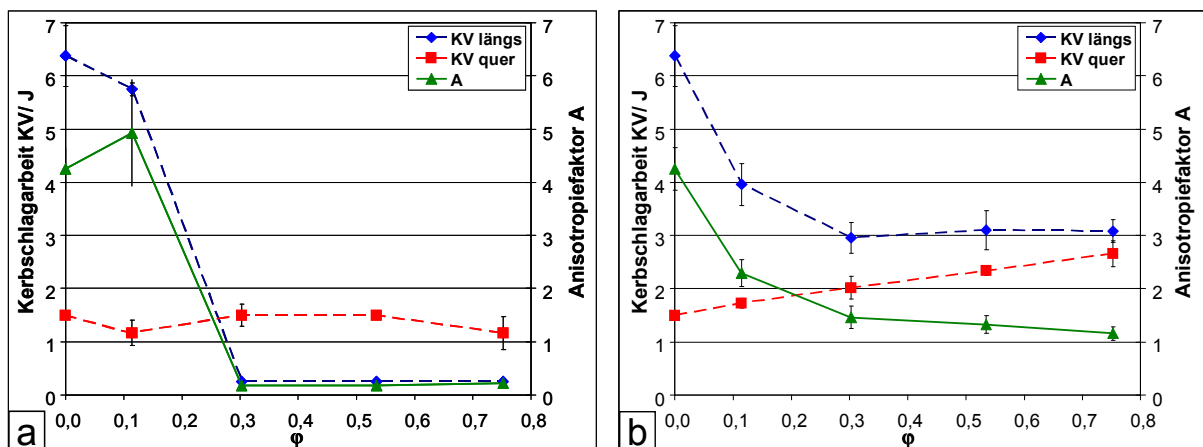 Kerbschlagarbeit KV/ J
7
6
5
4
3
2
1
0
KV längs
KV quer
A
7
6
5
4
3
2
1
0
Anisotropiefaktor A
0,0 0,1 0,2 0,3 0,4 0,5 0,6 0,7 0,8
φ
a
Kerbschlagarbeit KV/ J
7
6
5
4
3
2
1
0
KV längs
KV quer
A
7
6
5
4
3
2
1
0
Anisotropiefaktor A
0,0 0,1 0,2 0,3 0,4 0,5 0,6 0,7 0,8
φ
b